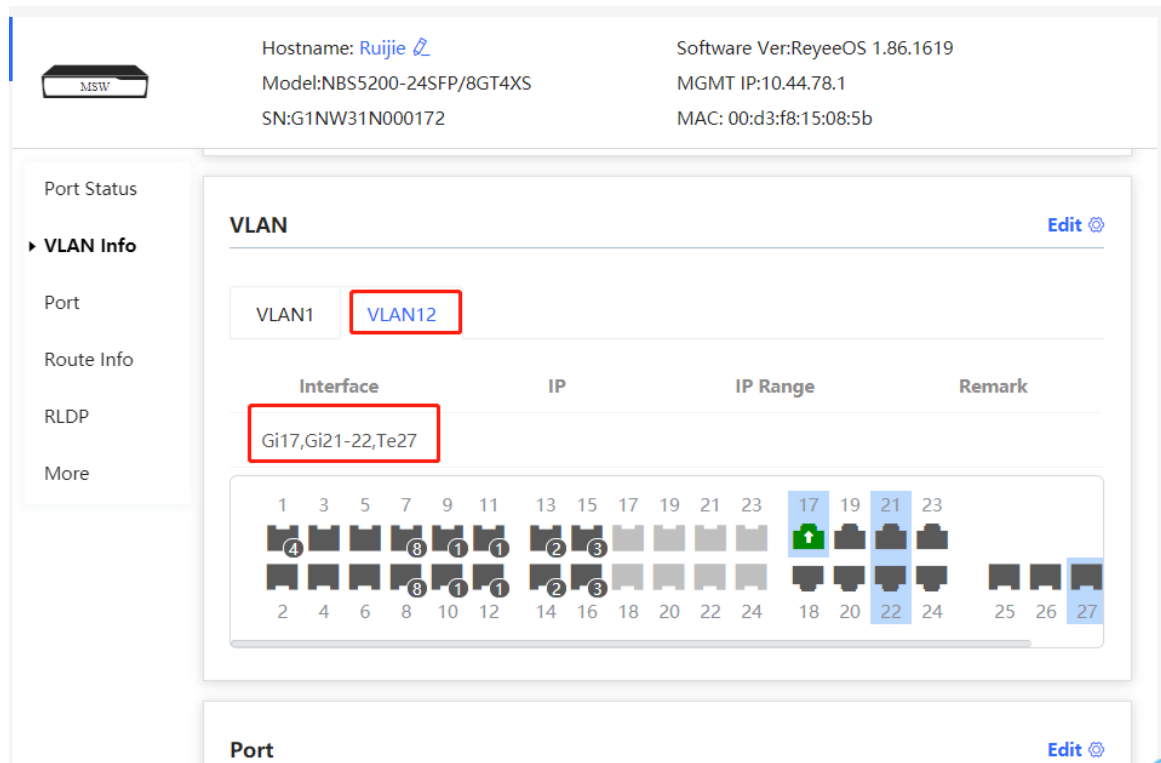 Hostname: Ruijie
Software Ver:ReyeeOS 1.86.1619
MSW
Model:NBS5200-24SFP/8GT4XS
MGMT IP:10.44.78.1
SN:G1NW31N000172
MAC: 00:d3:f8:15:08:5b
Port Status
VLAN Info
Port
Route Info
RLDP
More
VLAN
Edit
VLAN1
VLAN12
Interface IP IP Range Remark
Gi17,Gi21-22,Te27
1 3 5 7 9 11 13 15 17 19 21 23 17 19 21 23
4 8 1 1 2 3
8 1 1 2 3
2 4 6 8 10 12 14 16 18 20 22 24 18 20 22 24 25 26 27
Port
Edit